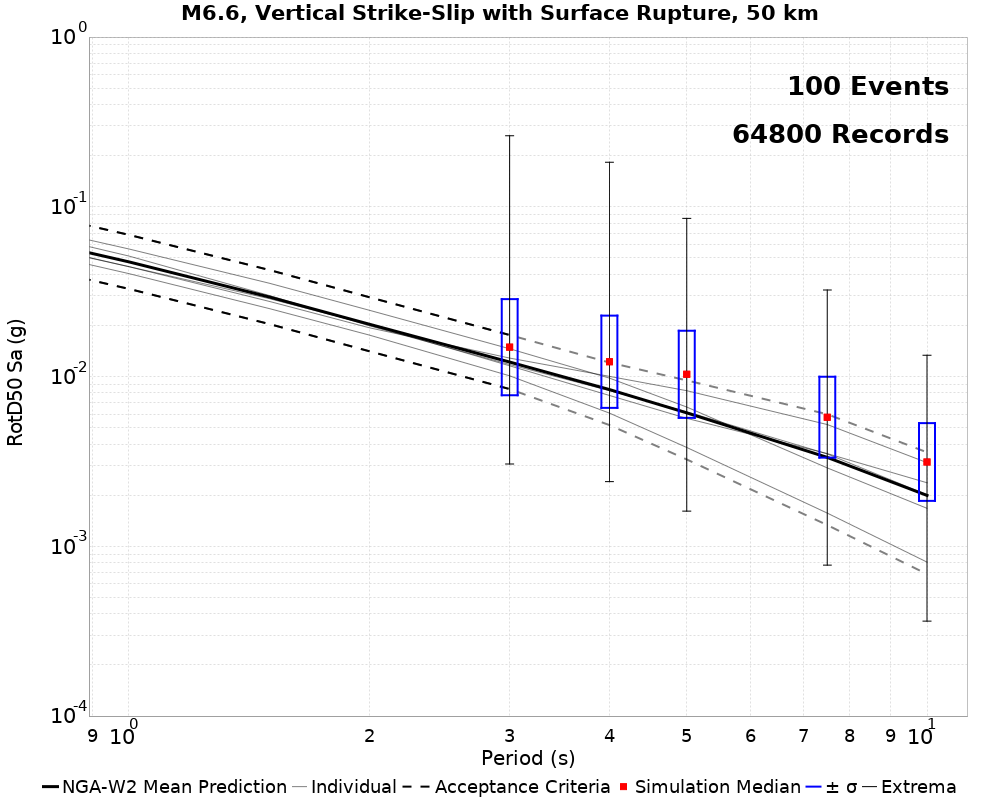 M6.6, Vertical Strike-Slip with Surface Rupture, 50 km
100 Events
64800 Records
10^0
10^-1
10^-2
10^-3
10^-4
RotD50 Sa (g)
9 10^0 2 3 4 5 6 7 8 9 10^1
Period (s)
NGA-W2 Mean Prediction Individual Acceptance Criteria Simulation Median ± σ Extrema